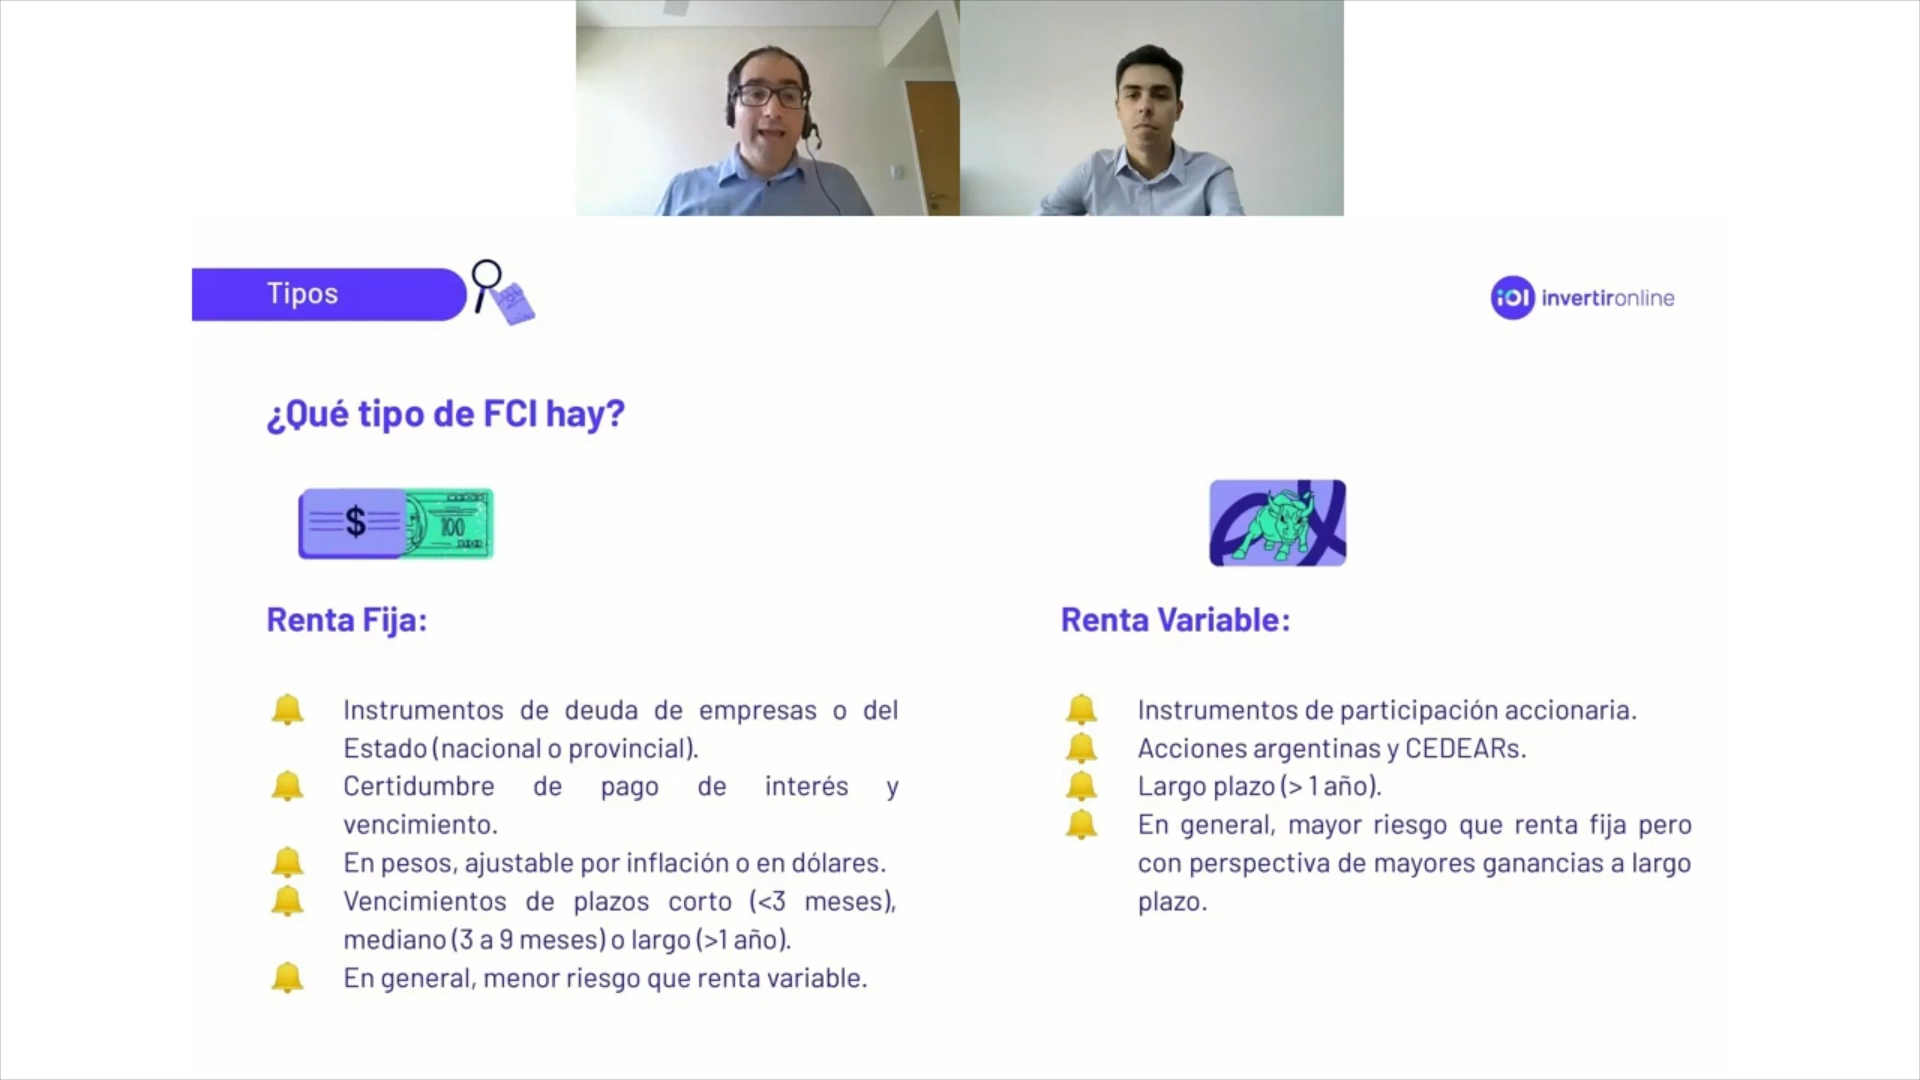 Tipos
iOl invertironline
¿Qué tipo de FCI hay?
$
100
Renta Fija:
Instrumentos de deuda de empresas o del
Estado (nacional o provincial).
Certidumbre de pago de interés y
vencimiento.
En pesos, ajustable por inflación o en dólares.
Vencimientos de plazos corto (<3 meses),
mediano (3 a 9 meses) o largo (>1 año).
En general, menor riesgo que renta variable.
Renta Variable:
Instrumentos de participación accionaria.
Acciones argentinas y CEDEARs.
Largo plazo (> 1 año).
En general, mayor riesgo que renta fija pero
con perspectiva de mayores ganancias a largo
plazo.